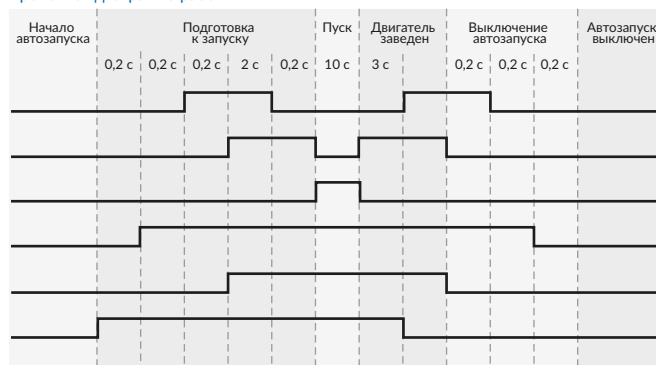 Начало Подготовка Пуск Двигатель Выключение Автозапуск
автозапуска к запуску заведен автозапуска выключен
0,2 с 0,2 с 0,2 с 2 с 0,2 с 10 с 3 с 0,2 с 0,2 с 0,2 с